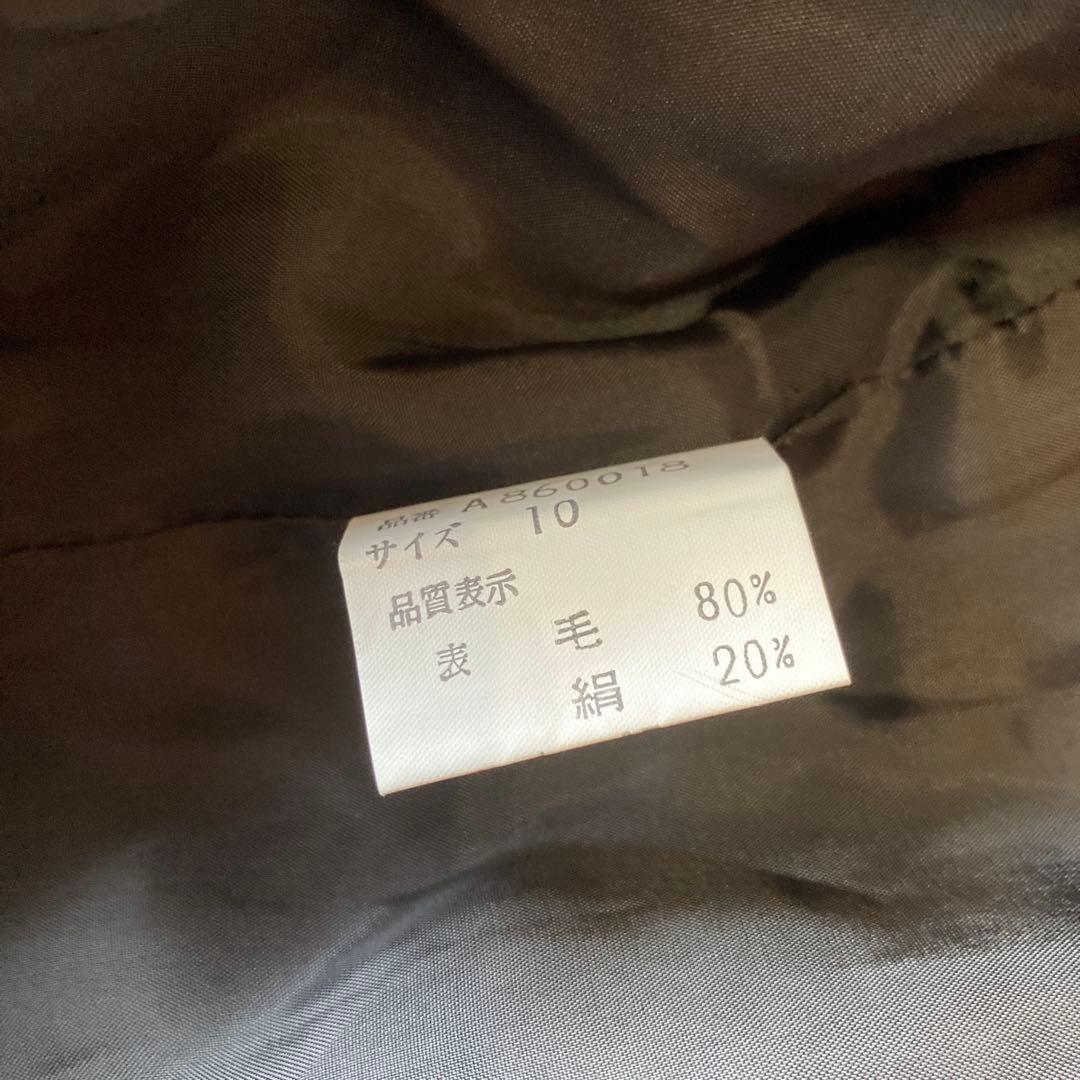 品番 A860018
サイズ 10
品質表示
表 毛 80%
絹 20%